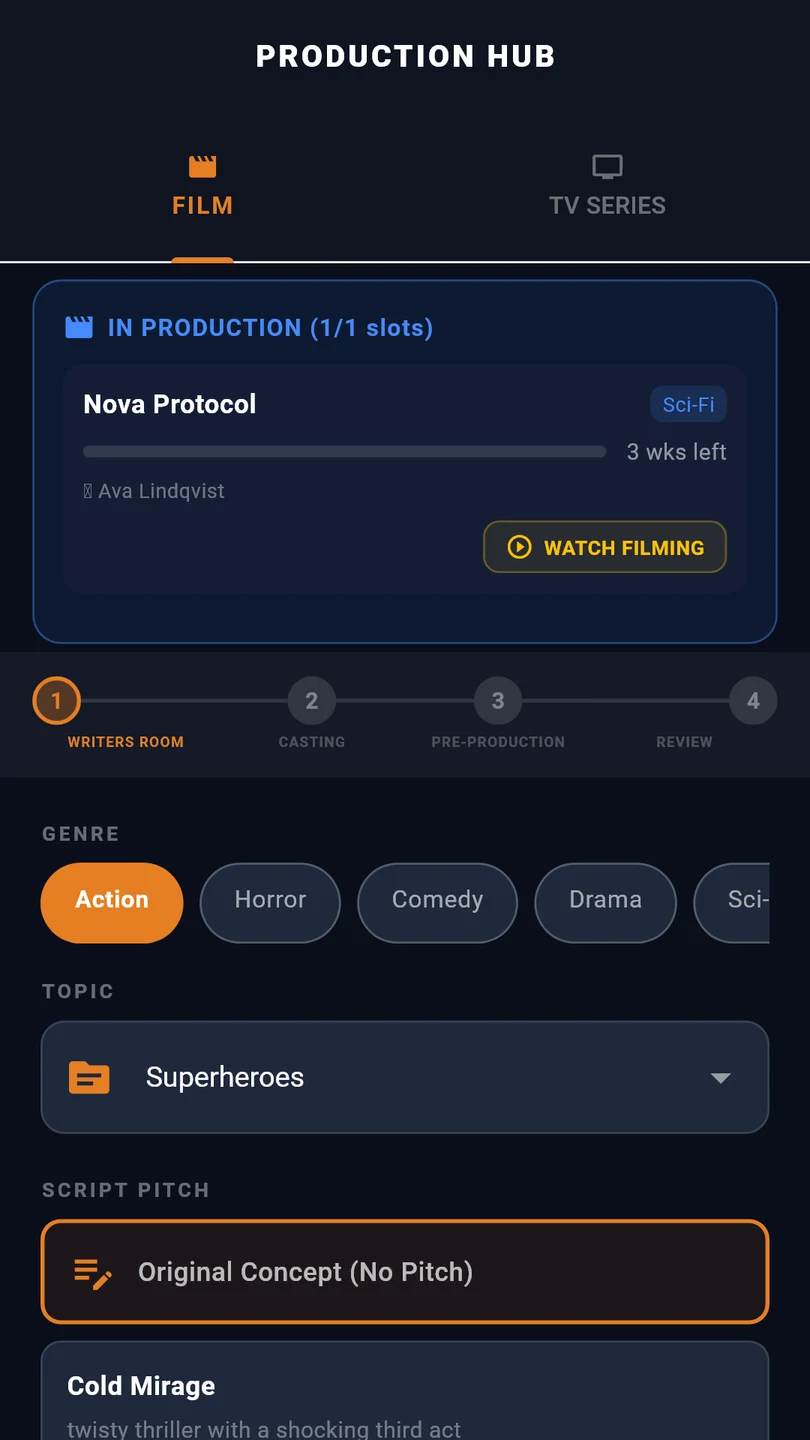 PRODUCTION HUB
FILM
TV SERIES
IN PRODUCTION (1/1 slots)
Nova Protocol
Sci-Fi
3 wks left
Ava Lindqvist
WATCH FILMING
1
2
3
4
WRITERS ROOM
CASTING
PRE-PRODUCTION
REVIEW
GENRE
Action
Horror
Comedy
Drama
Sci-
TOPIC
Superheroes
SCRIPT PITCH
Original Concept (No Pitch)
Cold Mirage
twisty thriller with a shocking third act